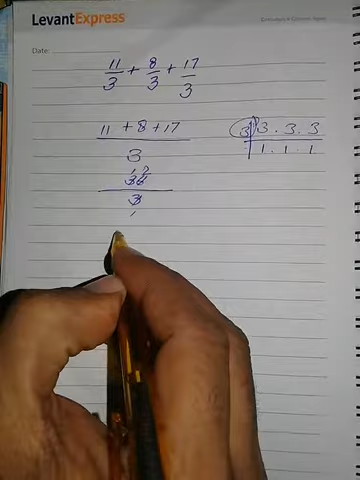 LevantExpress
Date:
11/3 + 8/3 + 17/3
11 + 8 + 17
3
3 | 3 . 3 . 3
1 . 1 . 1
36
3